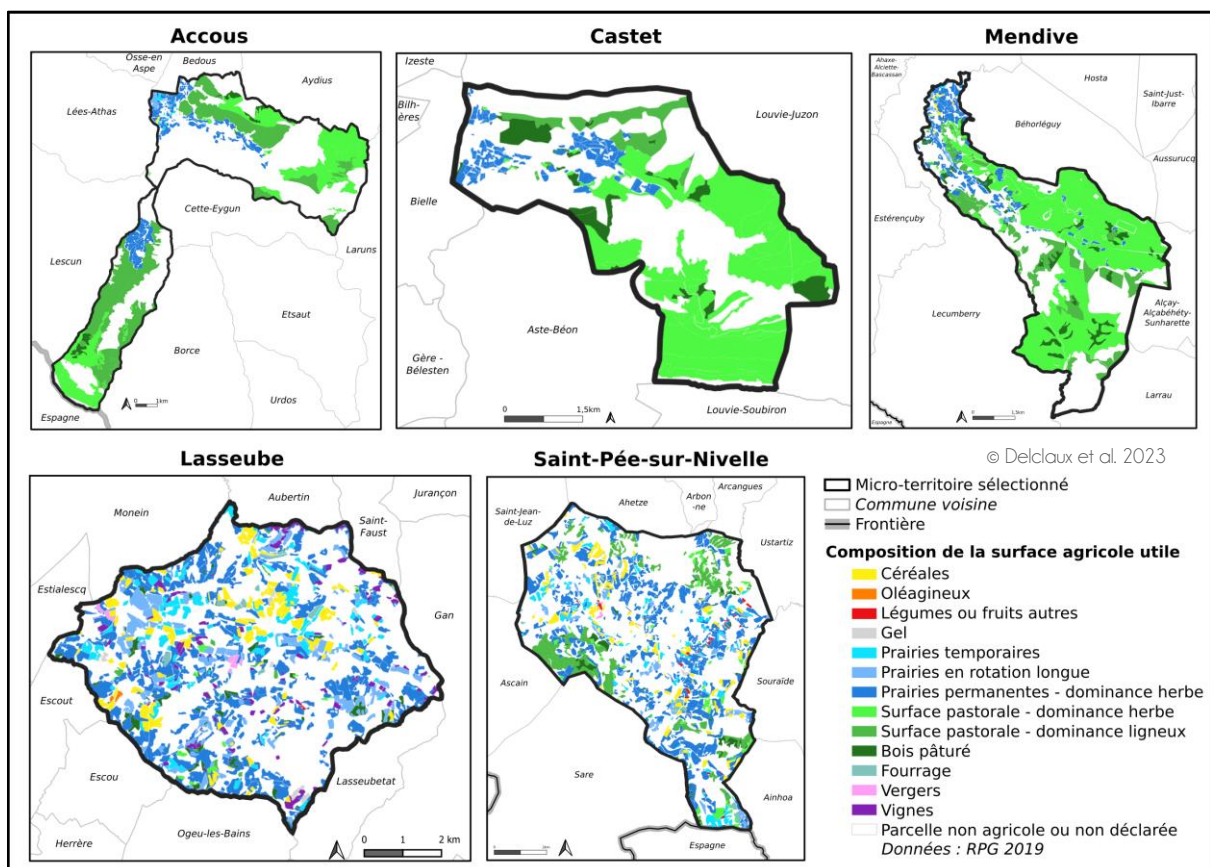 Accous
Castet
Mendive
Osse-en
Aspe
Bedous
Aydius
Lées-Athas
Cette-Eygun
Laruns
Lescun
Etsaut
Borce
Urdos
Espagne
0 1km
Izeste
Bilh-
ères
Louvie-Juzon
Bielle
Aste-Béon
Gère -
Bélesten
Louvie-Soubiron
0 1,5km
Ahaxe-
Alciette-
Bascassan
Hosta
Saint-Just-
Ibarre
Béhorléguy
Aussurucq
Estérençuby
Lecumberry
Alçay-
Alçabéhéty-
Sunharette
Larrau
Espagne
0 1,5km
© Delclaux et al. 2023
Lasseube
Saint-Pée-sur-Nivelle
Monein
Aubertin
Jurançon
Saint-
Faust
Estialescq
Gan
Escout
Escou
Lasseubetat
Herrère
Ogeu-les-Bains
0 1 2 km
Saint-Jean-
de-Luz
Ahetze
Arbon
-ne
Arcangues
Ustartiz
Ascain
Souraïde
Sare
Ainhoa
Espagne
Micro-territoire sélectionné
Commune voisine
Frontière
Composition de la surface agricole utile
Céréales
Oléagineux
Légumes ou fruits autres
Gel
Prairies temporaires
Prairies en rotation longue
Prairies permanentes - dominance herbe
Surface pastorale - dominance herbe
Surface pastorale - dominance ligneux
Bois pâturé
Fourrage
Vergers
Vignes
Parcelle non agricole ou non déclarée
Données : RPG 2019